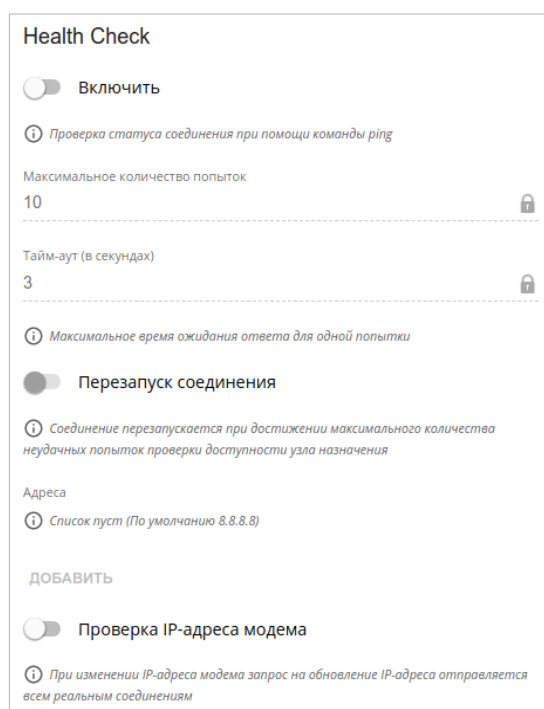 Health Check
Включить
Проверка статуса соединения при помощи команды ping
Максимальное количество попыток
10
Тайм-аут (в секундах)
3
Максимальное время ожидания ответа для одной попытки
Перезапуск соединения
Соединение перезапускается при достижении максимального количества
неудачных попыток проверки доступности узла назначения
Адреса
Список пуст (По умолчанию 8.8.8.8)
ДОБАВИТЬ
Проверка IP-адреса модема
При изменении IP-адреса модема запрос на обновление IP-адреса отправляется
всем реальным соединениям